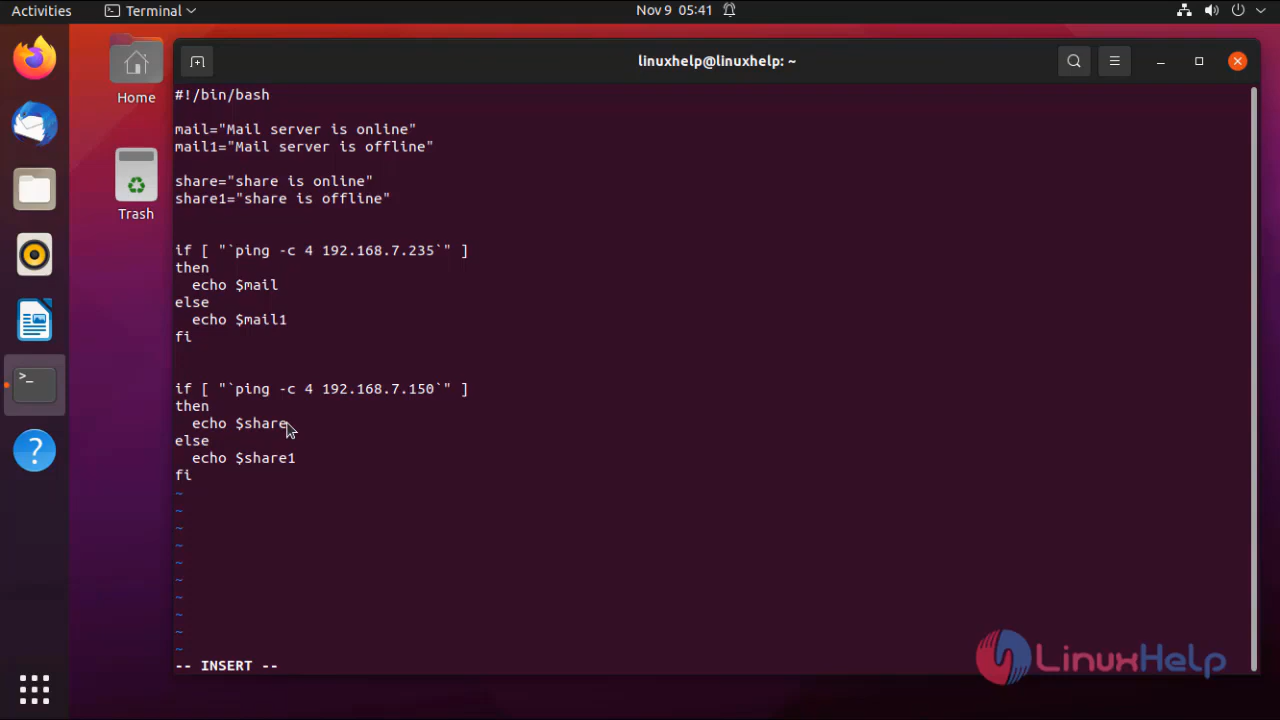 Activities
Terminal
Nov 9 05:41
linuxhelp@linuxhelp: ~
Home
Trash
#!/bin/bash
mail="Mail server is online"
mail1="Mail server is offline"
share="share is online"
share1="share is offline"
if [ "`ping -c 4 192.168.7.235`" ]
then
  echo $mail
else
  echo $mail1
fi
if [ "`ping -c 4 192.168.7.150`" ]
then
  echo $share
else
  echo $share1
fi
~
~
~
~
~
~
~
~
~
~
-- INSERT --
LinuxHelp